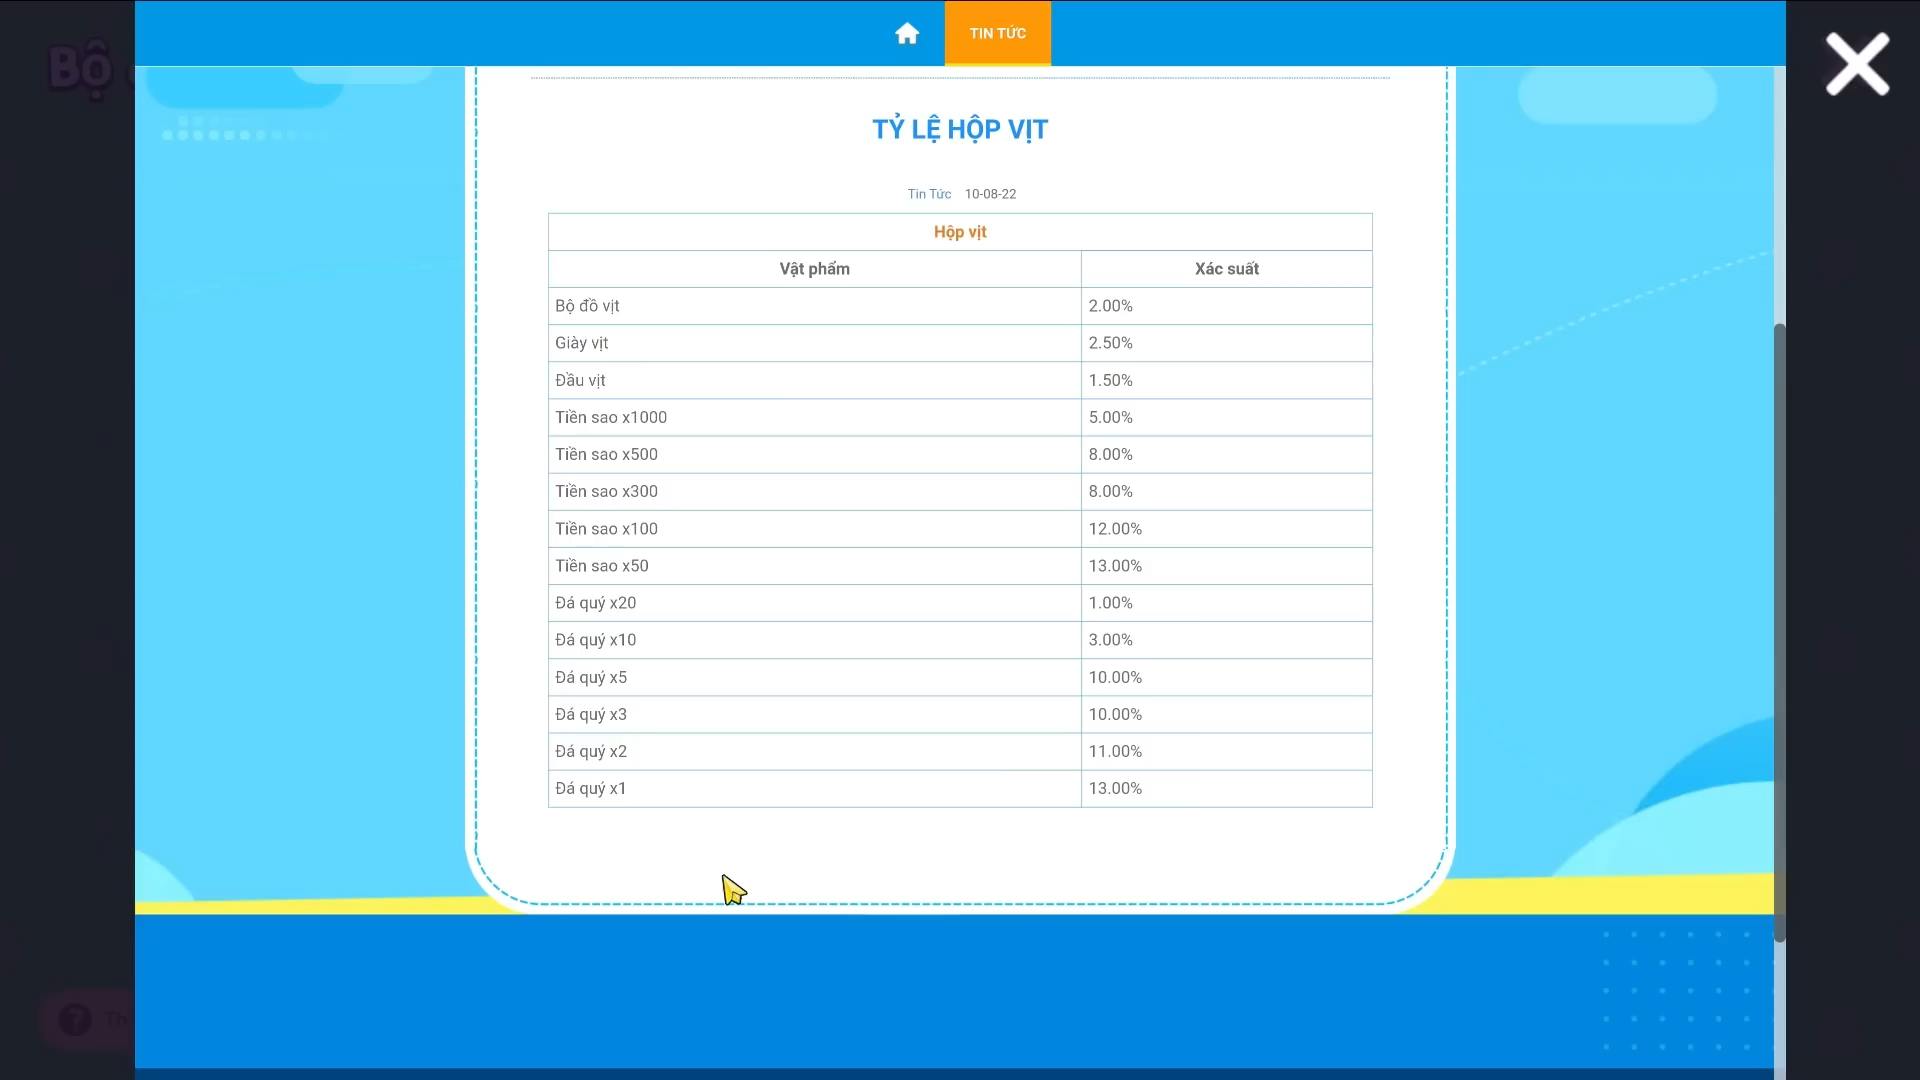 TIN TỨC
Bộ
TỶ LỆ HỘP VỊT
Tin Tức 10-08-22
Hộp vịt
Vật phẩm Xác suất
Bộ đồ vịt 2.00%
Giày vịt 2.50%
Đầu vịt 1.50%
Tiền sao x1000 5.00%
Tiền sao x500 8.00%
Tiền sao x300 8.00%
Tiền sao x100 12.00%
Tiền sao x50 13.00%
Đá quý x20 1.00%
Đá quý x10 3.00%
Đá quý x5 10.00%
Đá quý x3 10.00%
Đá quý x2 11.00%
Đá quý x1 13.00%
?